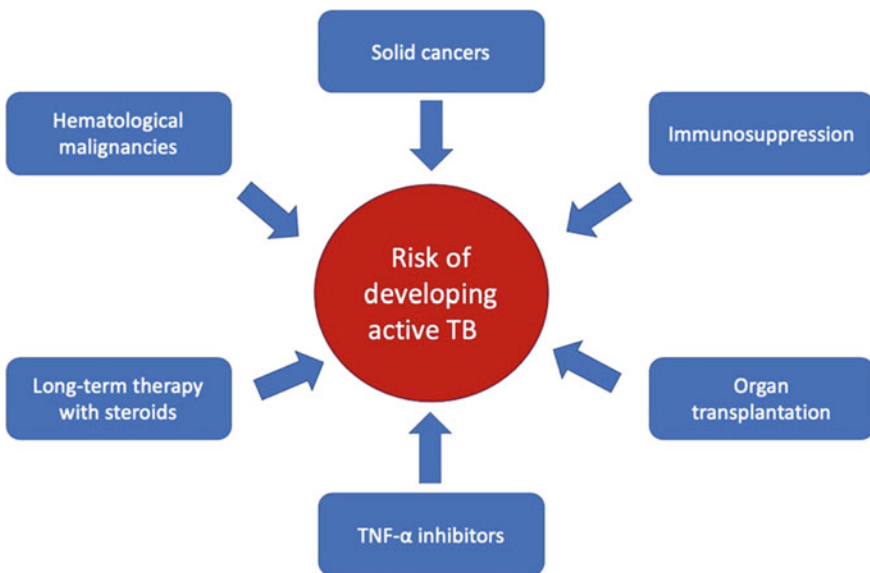 Solid cancers
Hematological
malignancies
Immunosuppression
Risk of
developing
active TB
Long-term therapy
with steroids
Organ
transplantation
TNF-α inhibitors